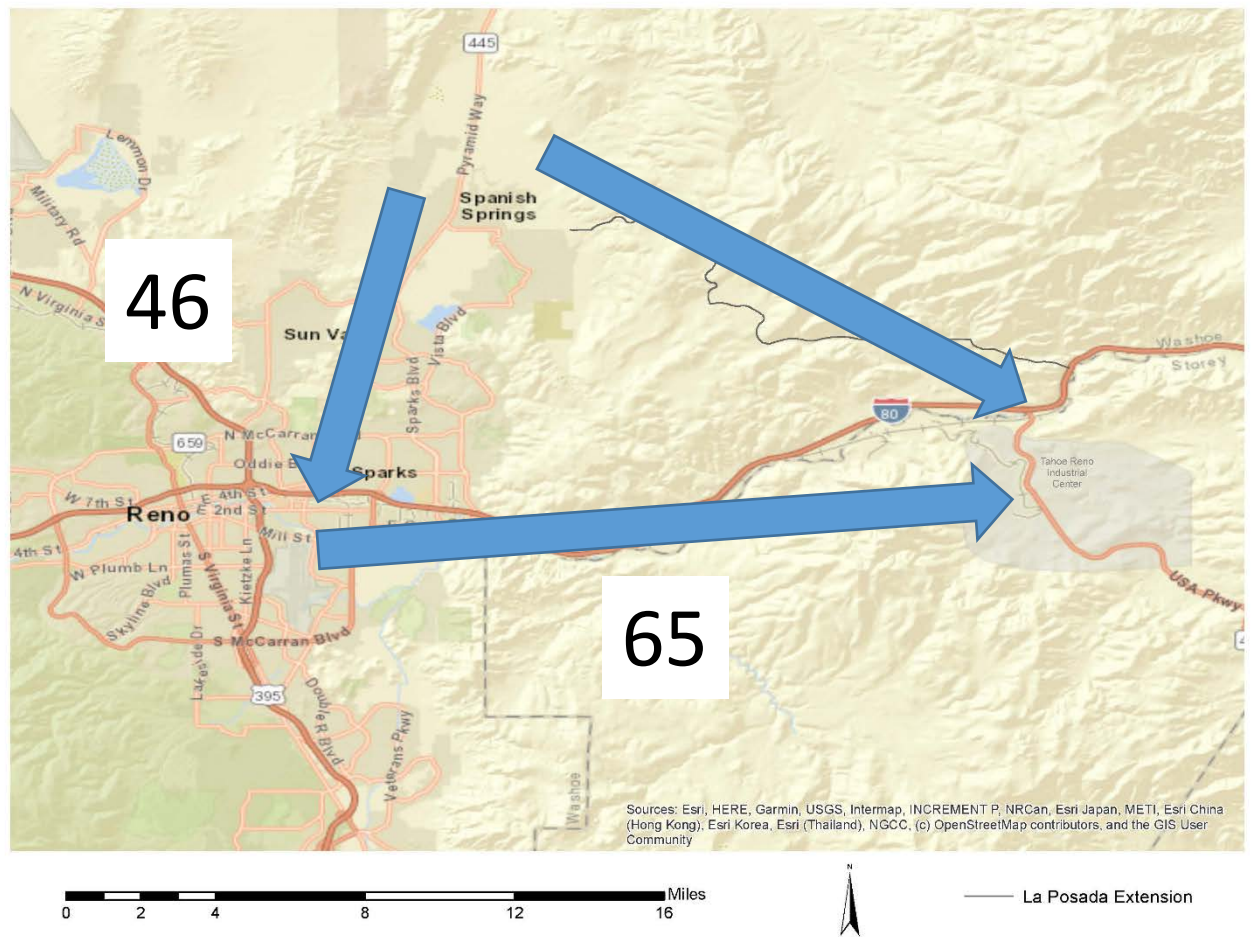 445
Pyramid Way
Lemmon Dr
Military Rd
Spanish
Springs
46
N Virginia S
Sun Va
Vista Blvd
Sparks Blvd
Washoe
Storey
80
659
N McCarran
Oddie B
Sparks
Tahoe Reno
Industrial
Center
W 7th St
E 4th St
Reno
E 2nd St
4th St
Mill St
W Plumb Ln
Plumas St
S Virginia St
Kietzke Ln
Skyline Blvd
USA Pkwy
65
S McCarran Blvd
Lakeside Dr
395
Double R Blvd
Veterans Pkwy
Washoe
Sources: Esri, HERE, Garmin, USGS, Intermap, INCREMENT P, NRCan, Esri Japan, METI, Esri China
(Hong Kong), Esri Korea, Esri (Thailand), NGCC, (c) OpenStreetMap contributors, and the GIS User
Community
N
Miles
0 2 4 8 12 16
La Posada Extension